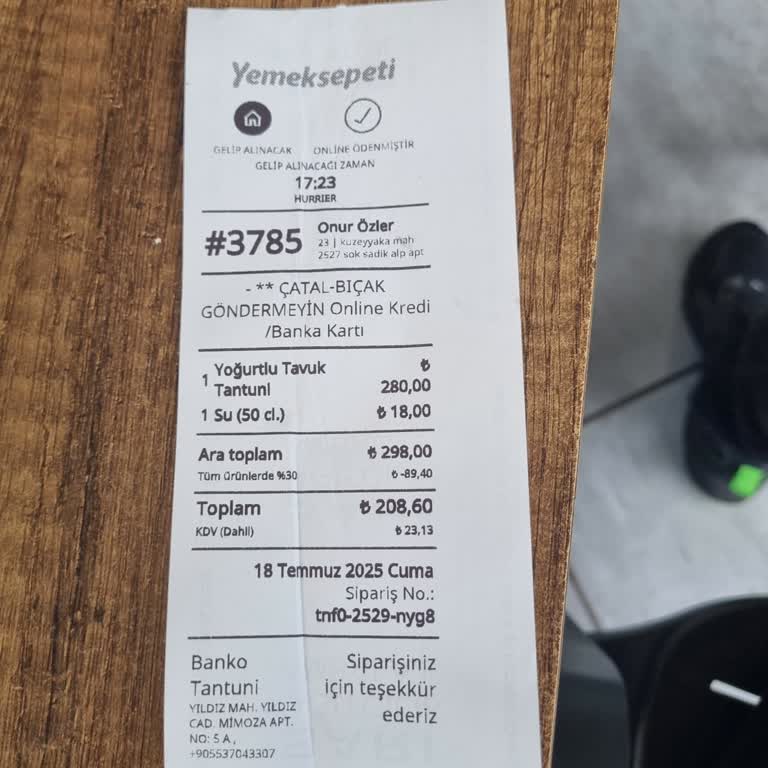 Yemeksepeti
GELİP ALINACAK ONLİNE ÖDENMİŞTİR
GELİP ALINACAĞI ZAMAN
17:23
HURRIER
#3785 Onur Özler
23 | kuzeyyaka mah
2527 sok sadik alp apt
- ** ÇATAL-BIÇAK
GÖNDERMEYİN Online Kredi
/Banka Kartı
1 Yoğurtlu Tavuk ₺
Tantuni 280,00
1 Su (50 cl.) ₺ 18,00
Ara toplam ₺ 298,00
Tüm ürünlerde %30 ₺ -89,40
Toplam ₺ 208,60
KDV (Dahil) ₺ 23,13
18 Temmuz 2025 Cuma
Sipariş No.:
tnf0-2529-nyg8
Banko Siparişiniz
Tantuni için teşekkür
YILDIZ MAH. YILDIZ ederiz
CAD. MİMOZA APT.
NO: 5 A ,
+905537043307